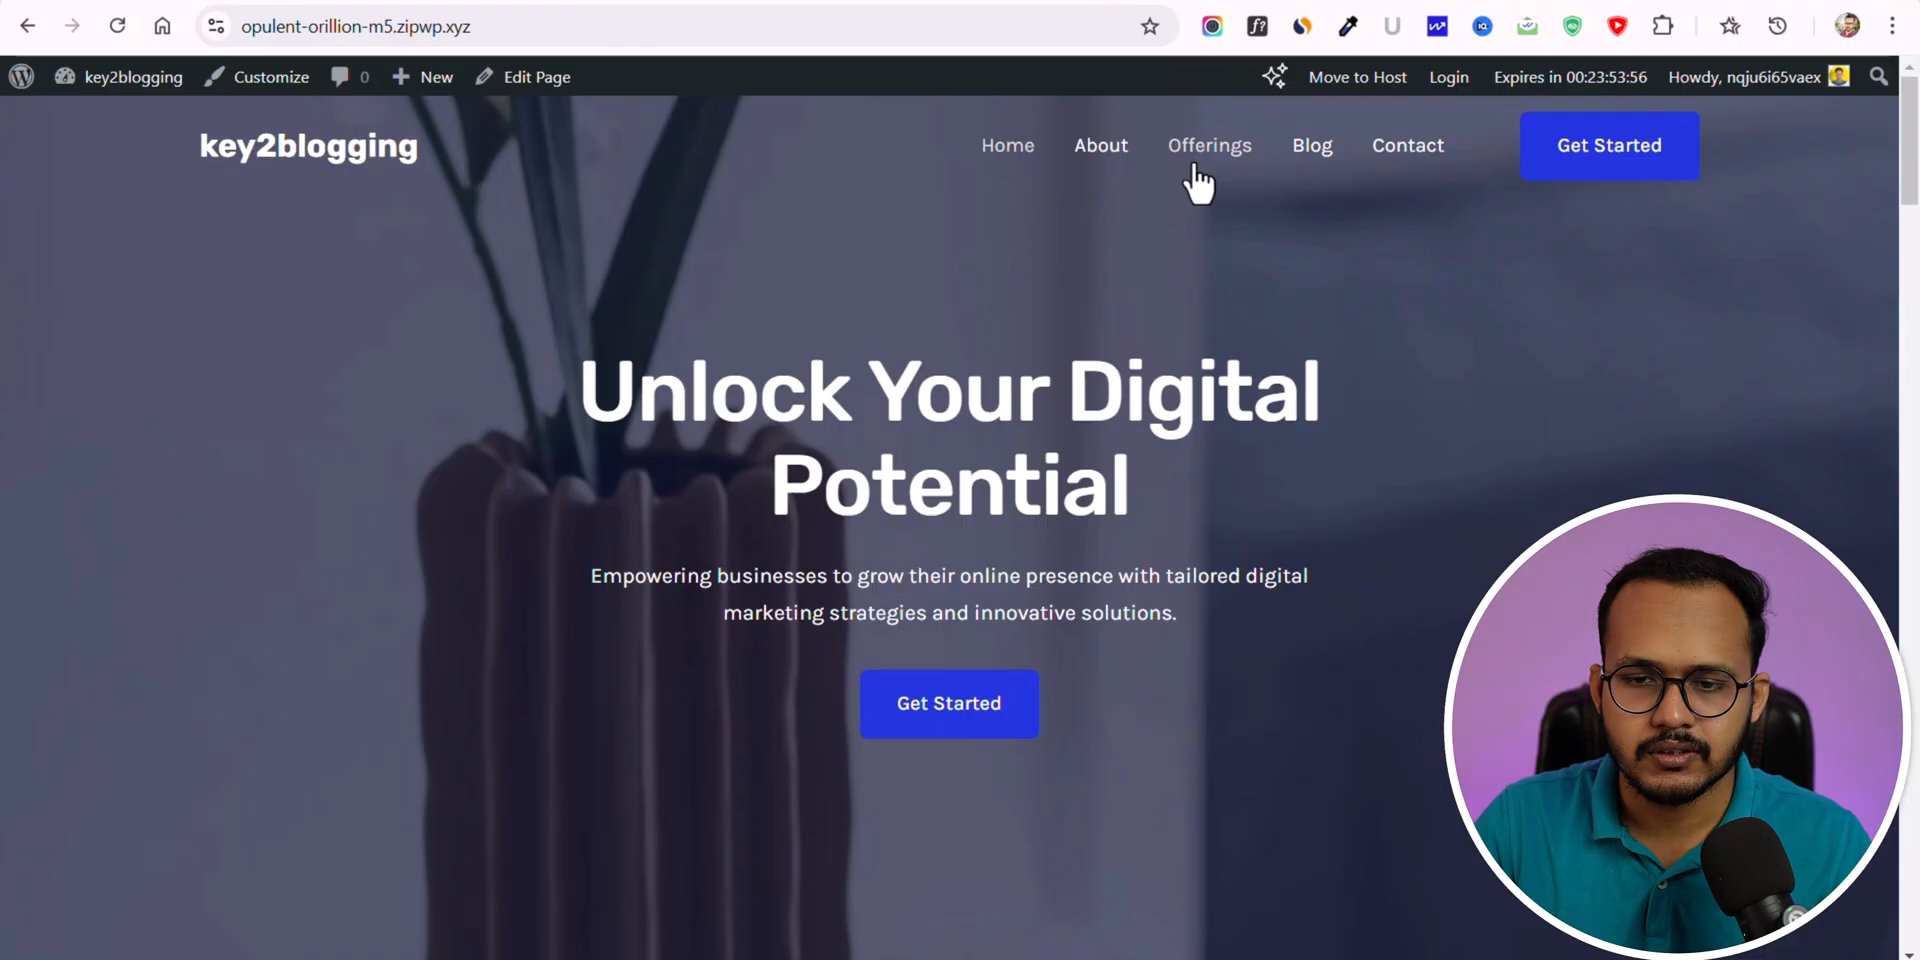 opulent-orillion-m5.zipwp.xyz
key2blogging Customize 0 New Edit Page Move to Host Login Expires in 00:23:53:56 Howdy, nqju6i65vaex
key2blogging Home About Offerings Blog Contact Get Started
Unlock Your Digital
Potential
Empowering businesses to grow their online presence with tailored digital
marketing strategies and innovative solutions.
Get Started